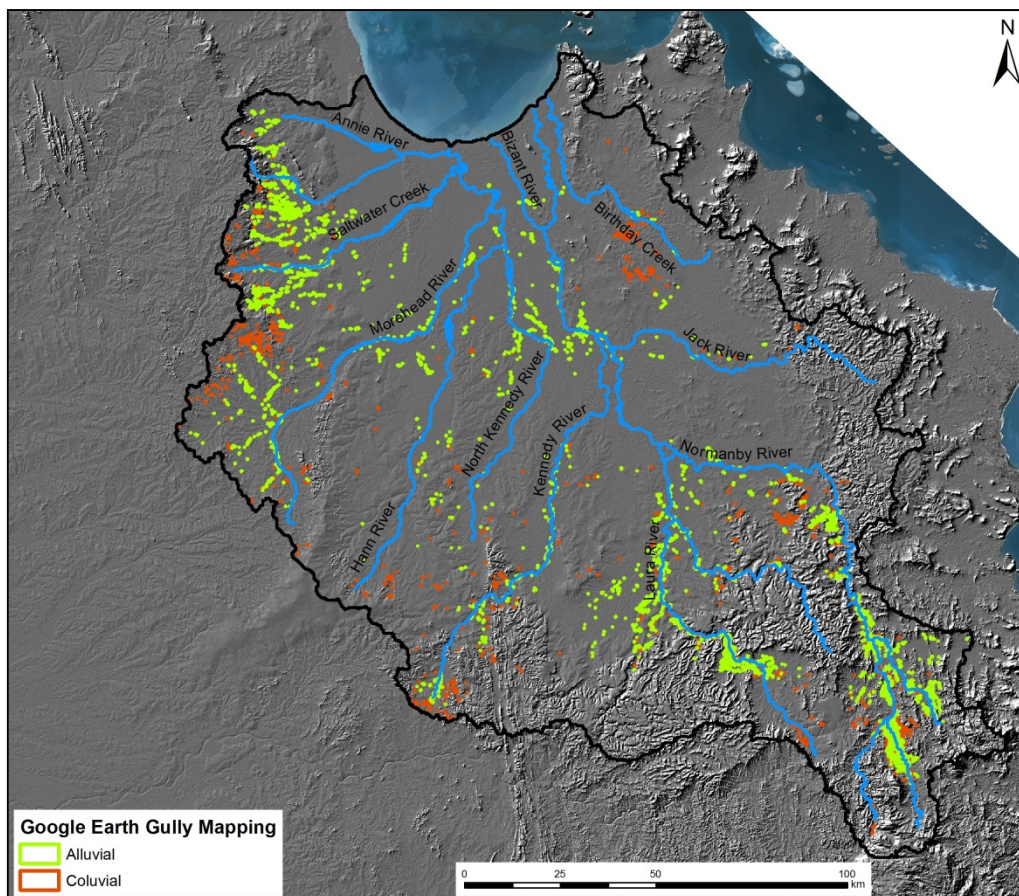 N
Annie River
Bizant River
Saltwater Creek
Birthday Creek
Morehead River
Jack River
North Kennedy River
Kennedy River
Normanby River
Hann River
Laura River
Google Earth Gully Mapping
Alluvial
Coluvial
0 25 50 100
km